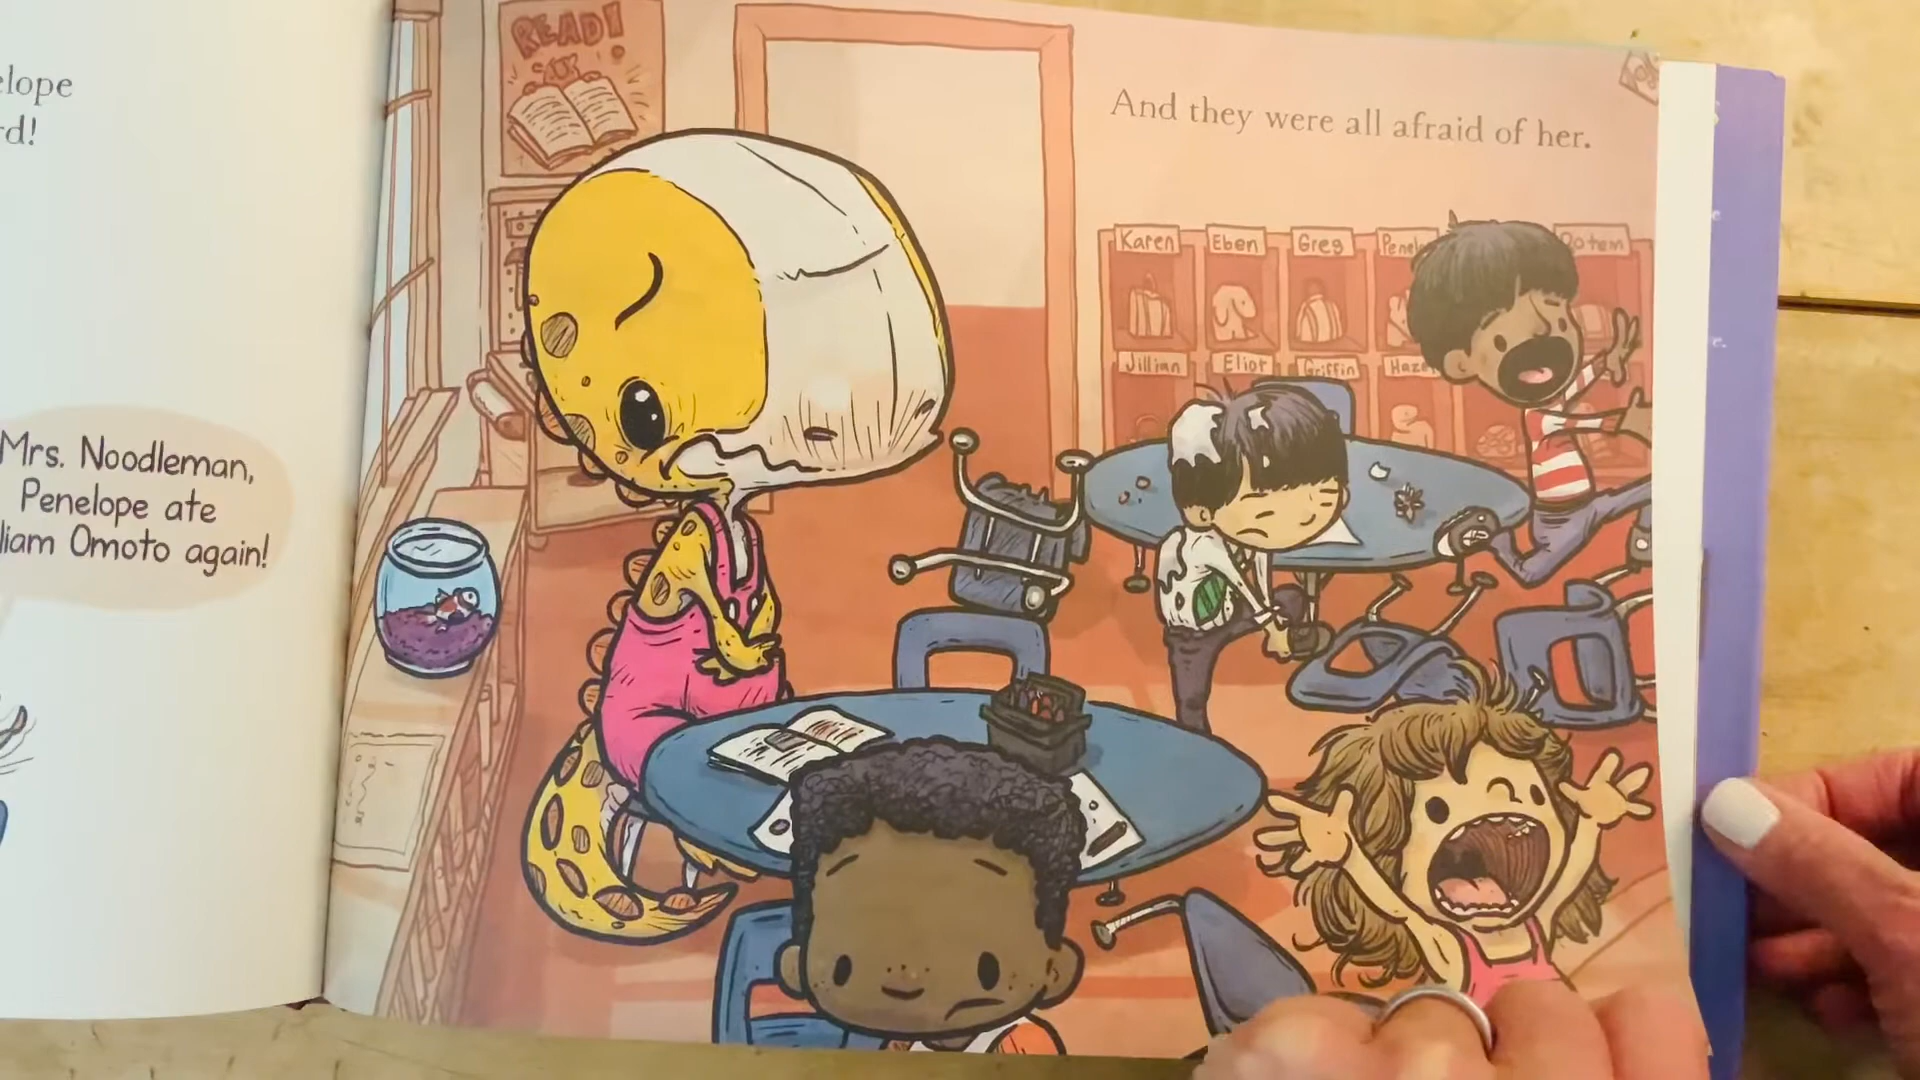 elope
rd!
Mrs. Noodleman,
Penelope ate
liam Omoto again!
READ!
And they were all afraid of her.
Karen Eben Greg Penel
Jillian Eliot Griffin Haze